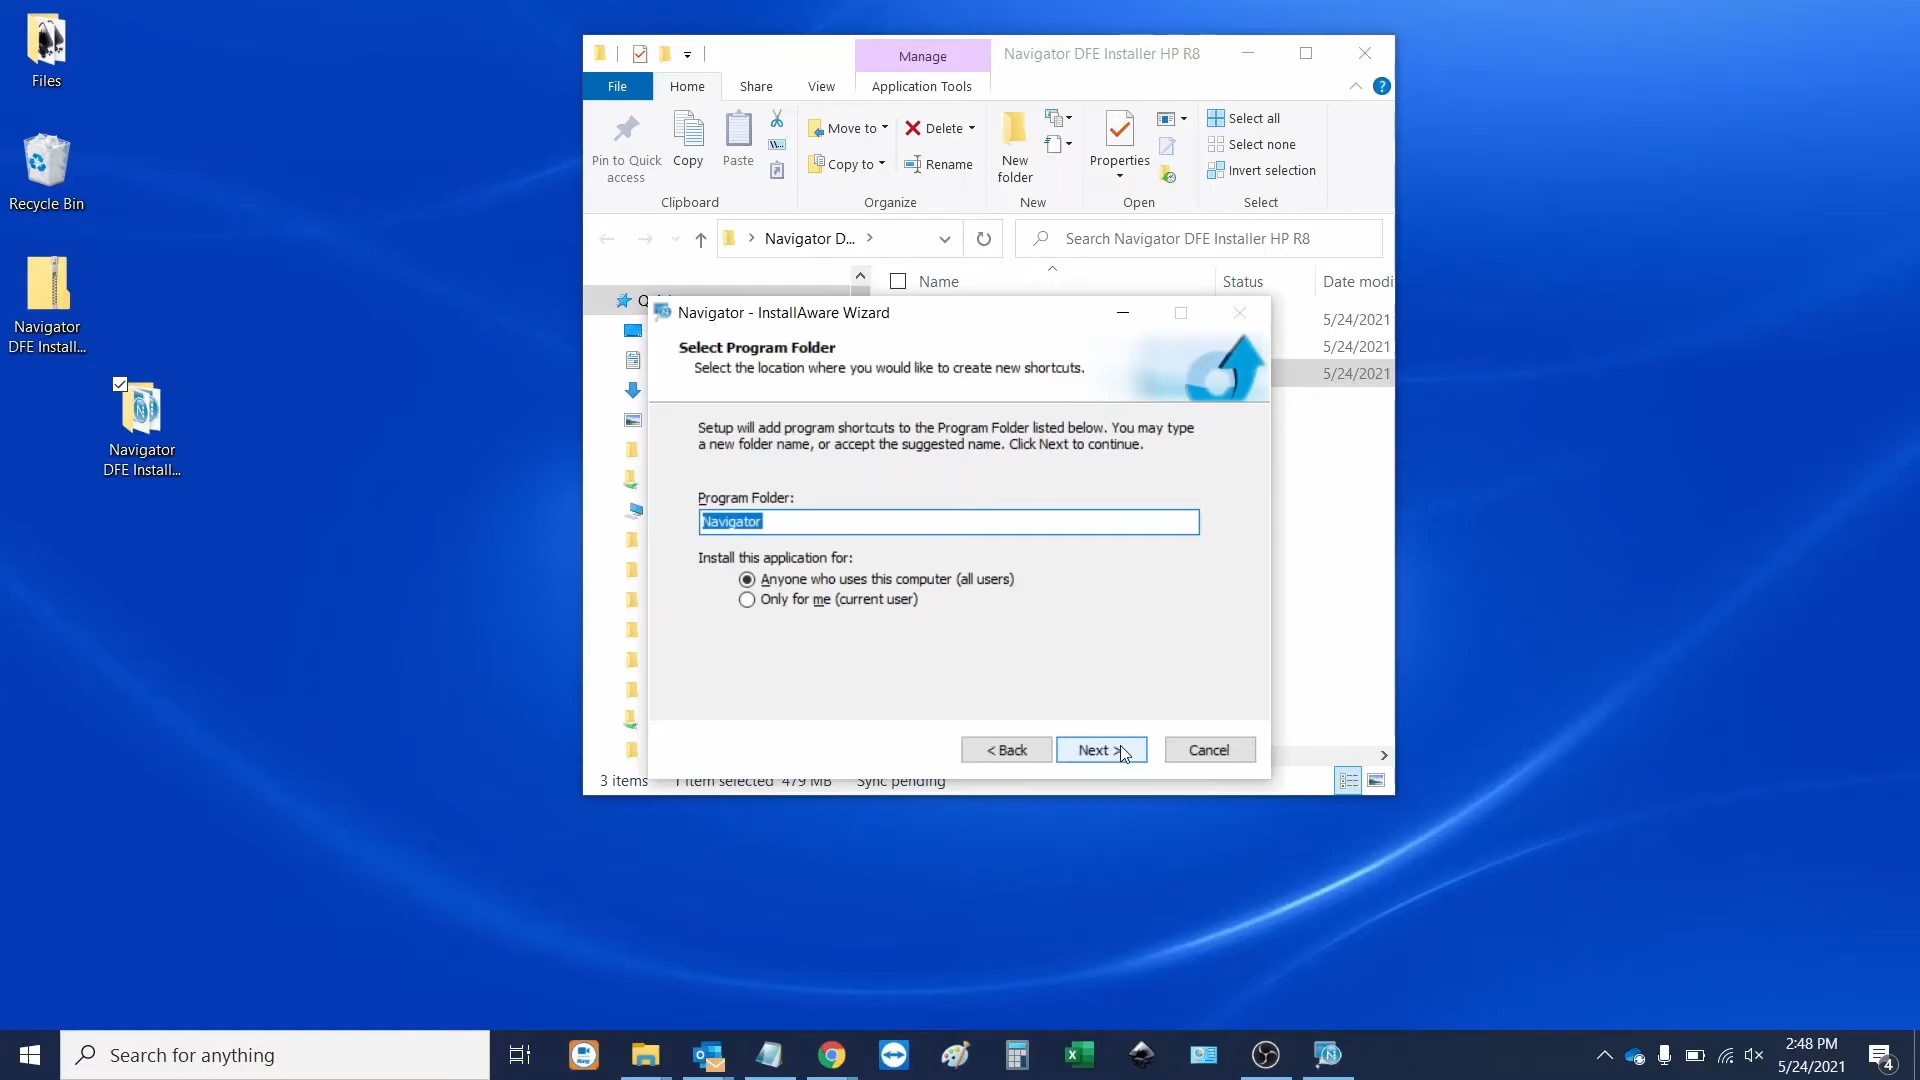 Files
Recycle Bin
Navigator
DFE Install...
Navigator
DFE Install...
Manage
Navigator DFE Installer HP R8
File
Home
Share
View
Application Tools
Pin to Quick
access
Copy
Paste
Move to
Copy to
Delete
Rename
New
folder
Properties
Select all
Select none
Invert selection
Clipboard
Organize
New
Open
Select
Navigator D...
Search Navigator DFE Installer HP R8
Name
Status
Date modi
5/24/2021
5/24/2021
5/24/2021
Navigator - InstallAware Wizard
Select Program Folder
Select the location where you would like to create new shortcuts.
Setup will add program shortcuts to the Program Folder listed below. You may type
a new folder name, or accept the suggested name. Click Next to continue.
Program Folder:
Navigator
Install this application for:
Anyone who uses this computer (all users)
Only for me (current user)
< Back
Next >
Cancel
3 items
1 item selected 479 MB
Sync pending
Search for anything
2:48 PM
5/24/2021
4